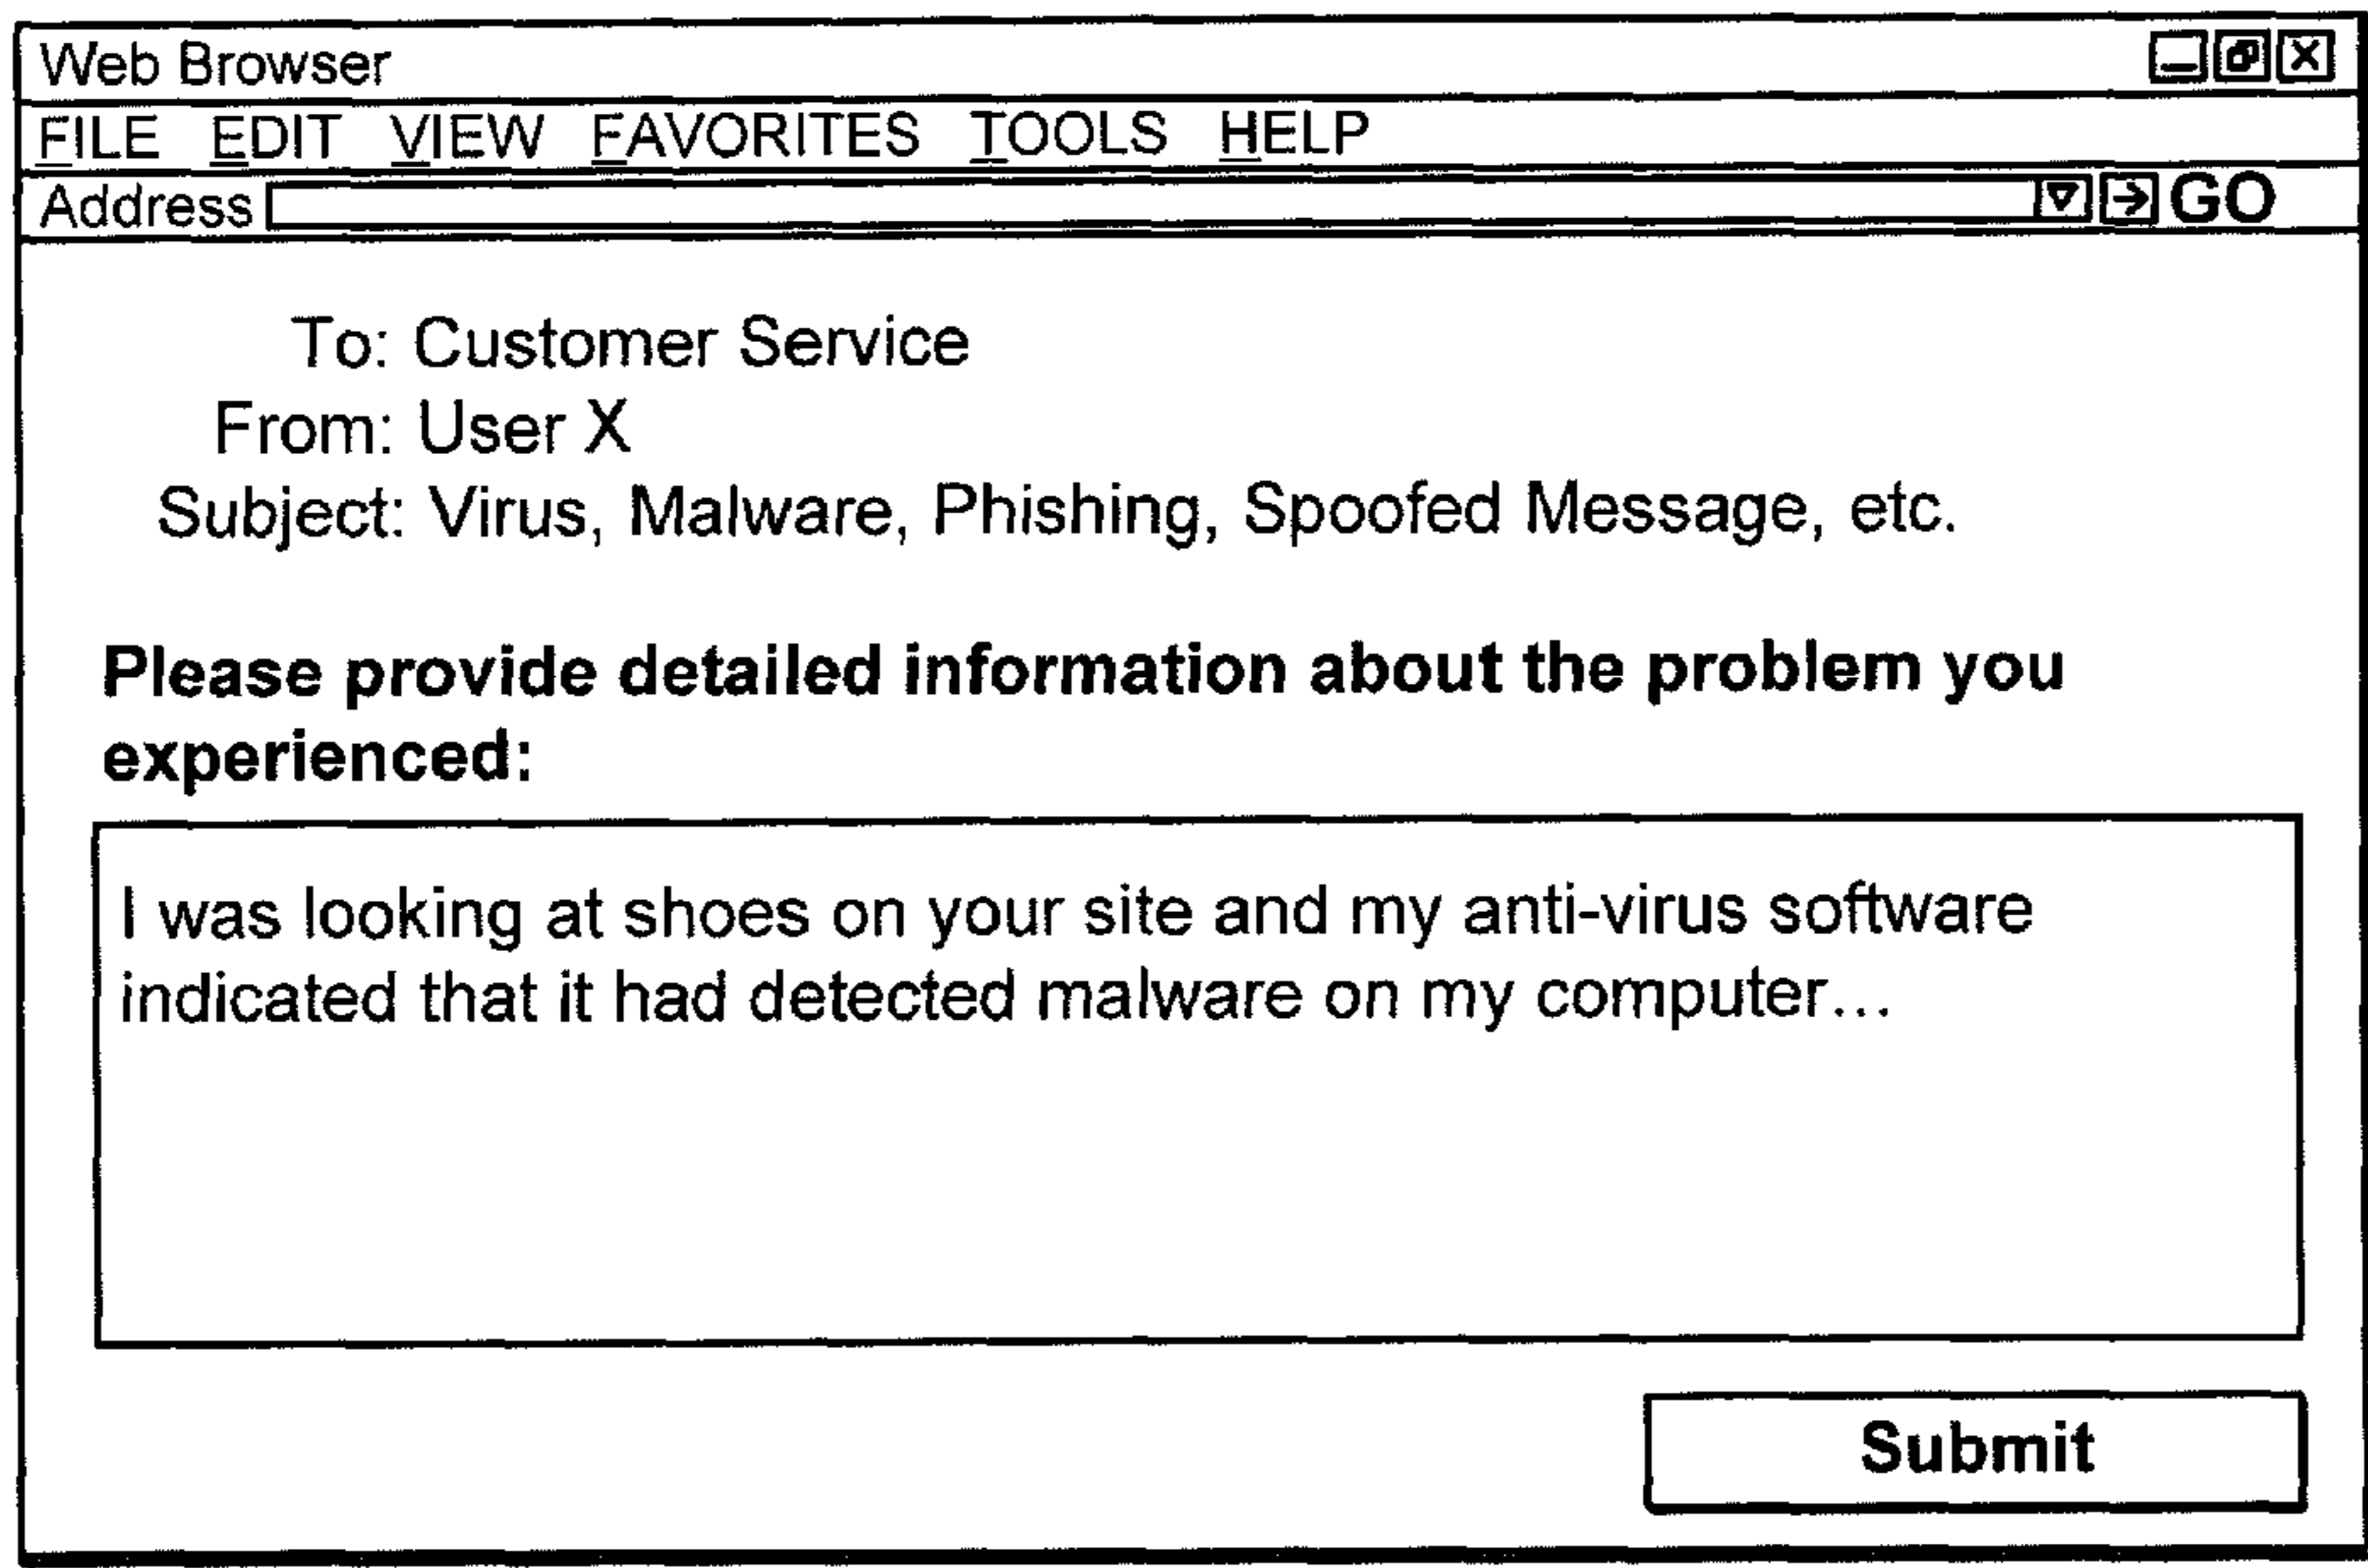 Web Browser
FILE EDIT VIEW FAVORITES TOOLS HELP
Address GO
To: Customer Service
From: User X
Subject: Virus, Malware, Phishing, Spoofed Message, etc.
Please provide detailed information about the problem you
experienced:
I was looking at shoes on your site and my anti-virus software
indicated that it had detected malware on my computer...
Submit